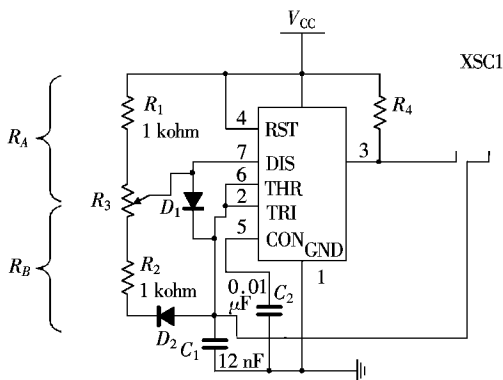 V_CC
XSC1
R_1
1 kohm
R_4
R_A
4
RST
7
DIS
3
6
THR
R_3
D_1
2
TRI
5
CON
GND
R_B
R_2
1 kohm
1
0.01
μF
C_2
D_2
C_1
12 nF